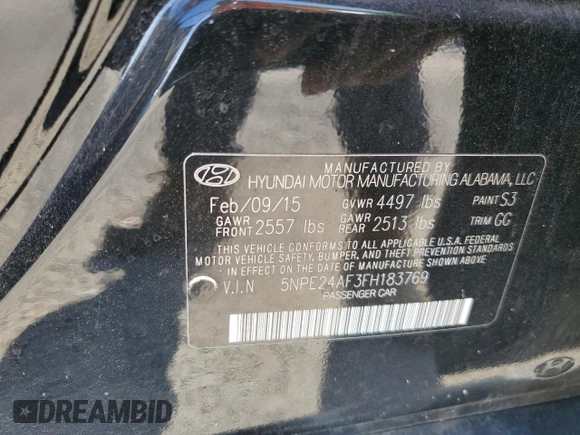 MANUFACTURED BY
HYUNDAI MOTOR MANUFACTURING ALABAMA, LLC
Feb/09/15 GVWR 4497 lbs PAINT S3
GAWR FRONT 2557 lbs GAWR REAR 2513 lbs TRIM GG
THIS VEHICLE CONFORMS TO ALL APPLICABLE U.S.A. FEDERAL
MOTOR VEHICLE SAFETY, BUMPER, AND THEFT PREVENTION STANDARDS
IN EFFECT ON THE DATE OF MANUFACTURE SHOWN ABOVE.
V.I.N 5NPE24AF3FH183769
PASSENGER CAR
DREAMBID